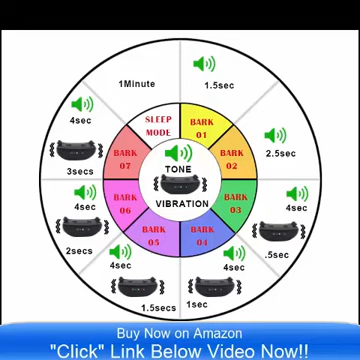 1Minute
1.5sec
4sec
SLEEP
MODE
BARK
01
2.5sec
BARK
07
BARK
02
3secs
TONE
4sec
BARK
06
VIBRATION
BARK
03
4sec
2secs
BARK
05
BARK
04
.5sec
4sec
4sec
1.5secs
1sec
Buy Now on Amazon
"Click" Link Below Video Now!!